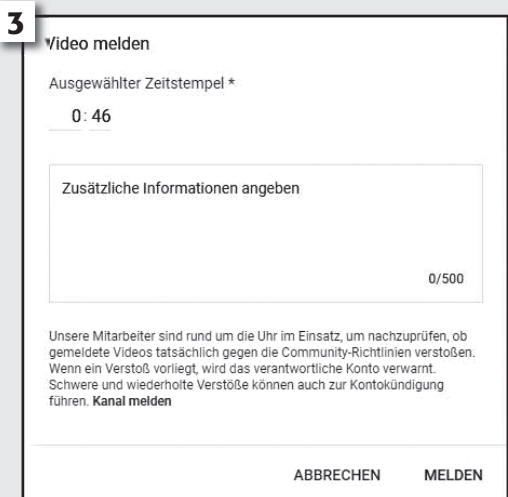 3
Video melden
Ausgewählter Zeitstempel *
0: 46
Zusätzliche Informationen angeben
0/500
Unsere Mitarbeiter sind rund um die Uhr im Einsatz, um nachzuprüfen, ob
gemeldete Videos tatsächlich gegen die Community-Richtlinien verstoßen.
Wenn ein Verstoß vorliegt, wird das verantwortliche Konto verwarnt.
Schwere und wiederholte Verstöße können auch zur Kontokündigung
führen. Kanal melden
ABBRECHEN MELDEN